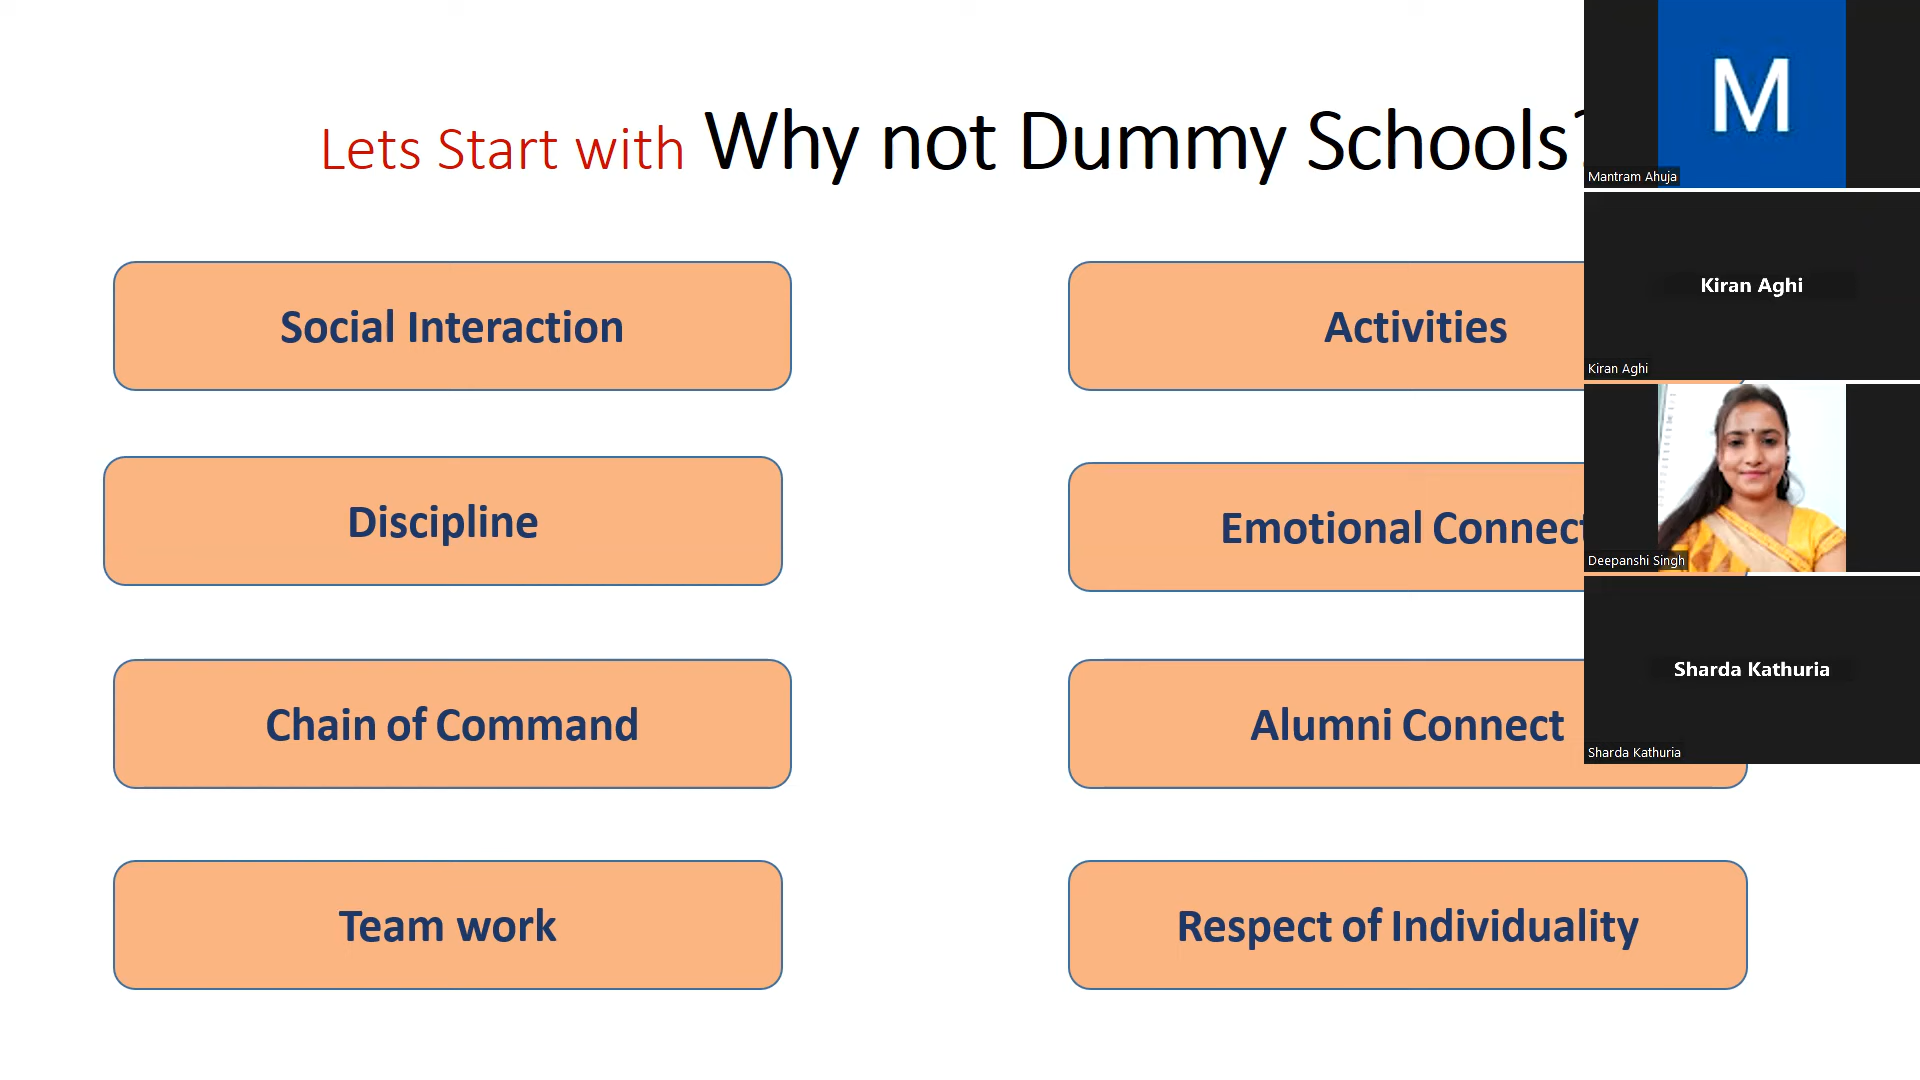 Lets Start with Why not Dummy Schools?
Social Interaction
Activities
Discipline
Emotional Connect
Chain of Command
Alumni Connect
Team work
Respect of Individuality
M
Mantram Ahuja
Kiran Aghi
Kiran Aghi
Deepanshi Singh
Sharda Kathuria
Sharda Kathuria